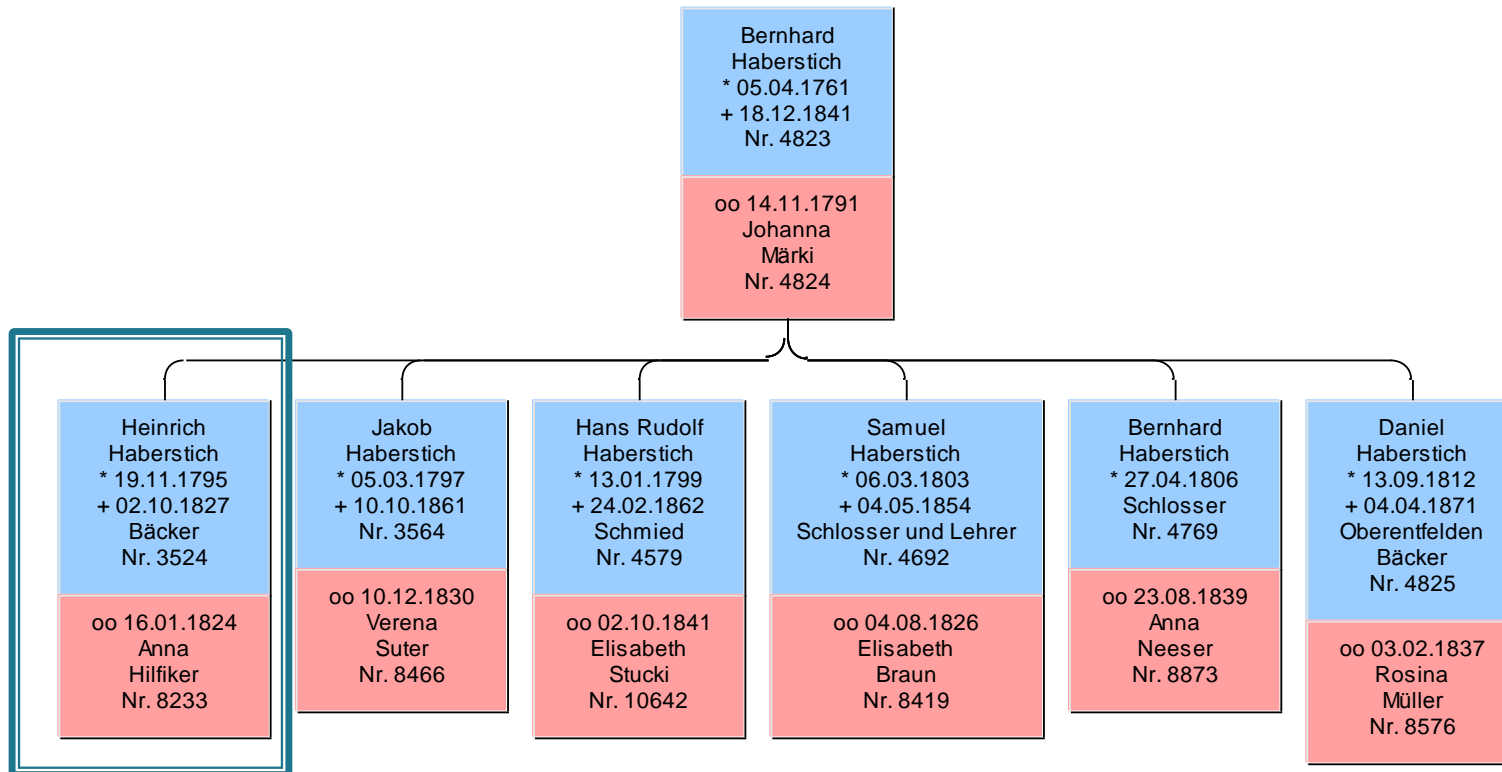 Bernhard
Haberstich
* 05.04.1761
+ 18.12.1841
Nr. 4823
oo 14.11.1791
Johanna
Märki
Nr. 4824
Heinrich
Haberstich
* 19.11.1795
+ 02.10.1827
Bäcker
Nr. 3524
oo 16.01.1824
Anna
Hilfiker
Nr. 8233
Jakob
Haberstich
* 05.03.1797
+ 10.10.1861
Nr. 3564
oo 10.12.1830
Verena
Suter
Nr. 8466
Hans Rudolf
Haberstich
* 13.01.1799
+ 24.02.1862
Schmied
Nr. 4579
oo 02.10.1841
Elisabeth
Stucki
Nr. 10642
Samuel
Haberstich
* 06.03.1803
+ 04.05.1854
Schlosser und Lehrer
Nr. 4692
oo 04.08.1826
Elisabeth
Braun
Nr. 8419
Bernhard
Haberstich
* 27.04.1806
Schlosser
Nr. 4769
oo 23.08.1839
Anna
Neeser
Nr. 8873
Daniel
Haberstich
* 13.09.1812
+ 04.04.1871
Oberentfelden
Bäcker
Nr. 4825
oo 03.02.1837
Rosina
Müller
Nr. 8576